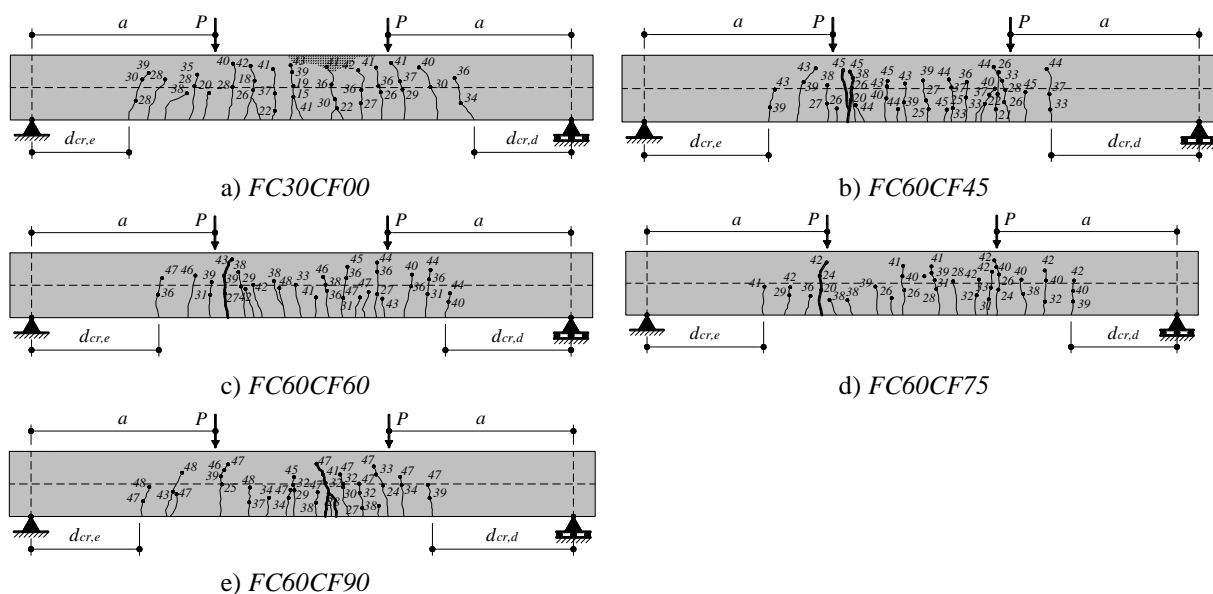 a P P a
39 30 28 28 35 28 20 38 40 42 41 18 28 26 37 22 43 39 19 15 41 41 36 30 22 42 41 36 36 27 26 41 40 37 29 30 36 34
dcr,e dcr,d
a) FC30CF00
a P P a
43 43 39 45 45 38 38 27 26 26 20 44 45 43 40 44 39 39 27 25 44 37 45 25 33 36 44 26 33 40 37 28 33 22 21 26 45 44 37 33
dcr,e dcr,d
b) FC60CF45
a P P a
47 46 36 39 31 43 38 39 29 27 42 42 38 48 33 41 46 38 36 45 36 47 47 31 44 36 27 43 40 36 44 36 31 44 40
dcr,e dcr,d
c) FC60CF60
a P P a
41 42 29 36 42 24 20 38 38 39 26 41 40 26 41 40 39 31 28 28 42 32 42 40 33 26 31 24 40 38 42 40 32 42 40 39
dcr,e dcr,d
d) FC60CF75
a P P a
48 47 48 43 47 46 47 39 25 48 37 34 34 45 32 47 29 47 41 32 47 38 38 47 32 30 27 47 32 38 47 33 24 47 34 47 39
dcr,e dcr,d
e) FC60CF90